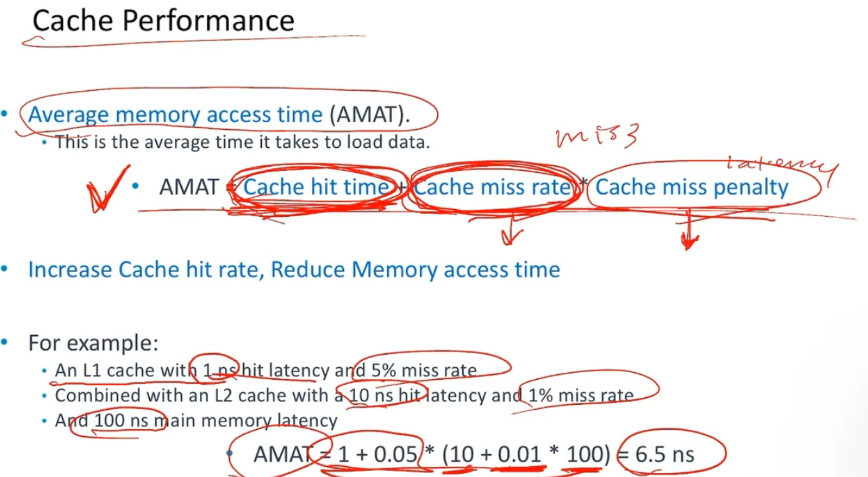 Cache Performance
• Average memory access time (AMAT).
• This is the average time it takes to load data.
miss
latency
• AMAT = Cache hit time + Cache miss rate * Cache miss penalty
• Increase Cache hit rate, Reduce Memory access time
• For example:
• An L1 cache with 1 ns hit latency and 5% miss rate
• Combined with an L2 cache with a 10 ns hit latency and 1% miss rate
• And 100 ns main memory latency
• AMAT = 1 + 0.05 * (10 + 0.01 * 100) = 6.5 ns